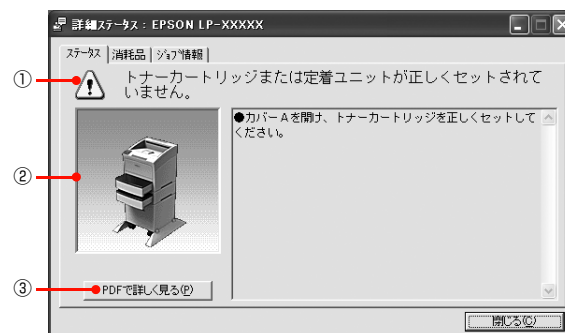 詳細ステータス : EPSON LP-XXXXX
ステータス 消耗品 ジョブ情報
① トナーカートリッジまたは定着ユニットが正しくセットされて
いません。
●カバーAを開け、トナーカートリッジを正しくセットして
ください。
②
③ PDFで詳しく見る(P)
閉じる(C)